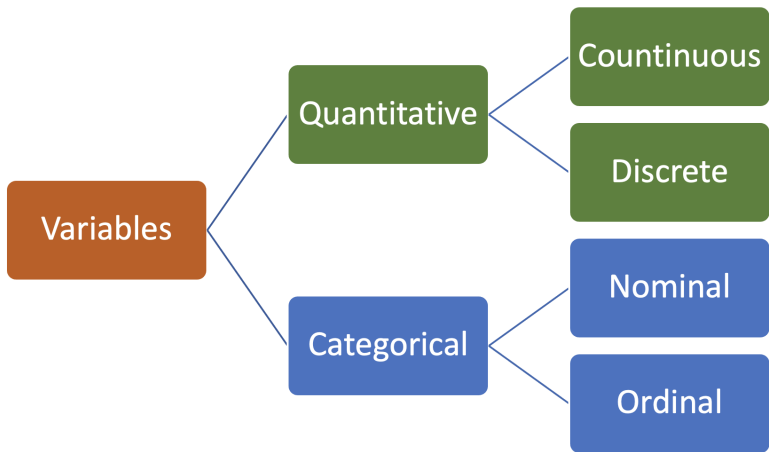 Variables
Quantitative
Categorical
Countinuous
Discrete
Nominal
Ordinal